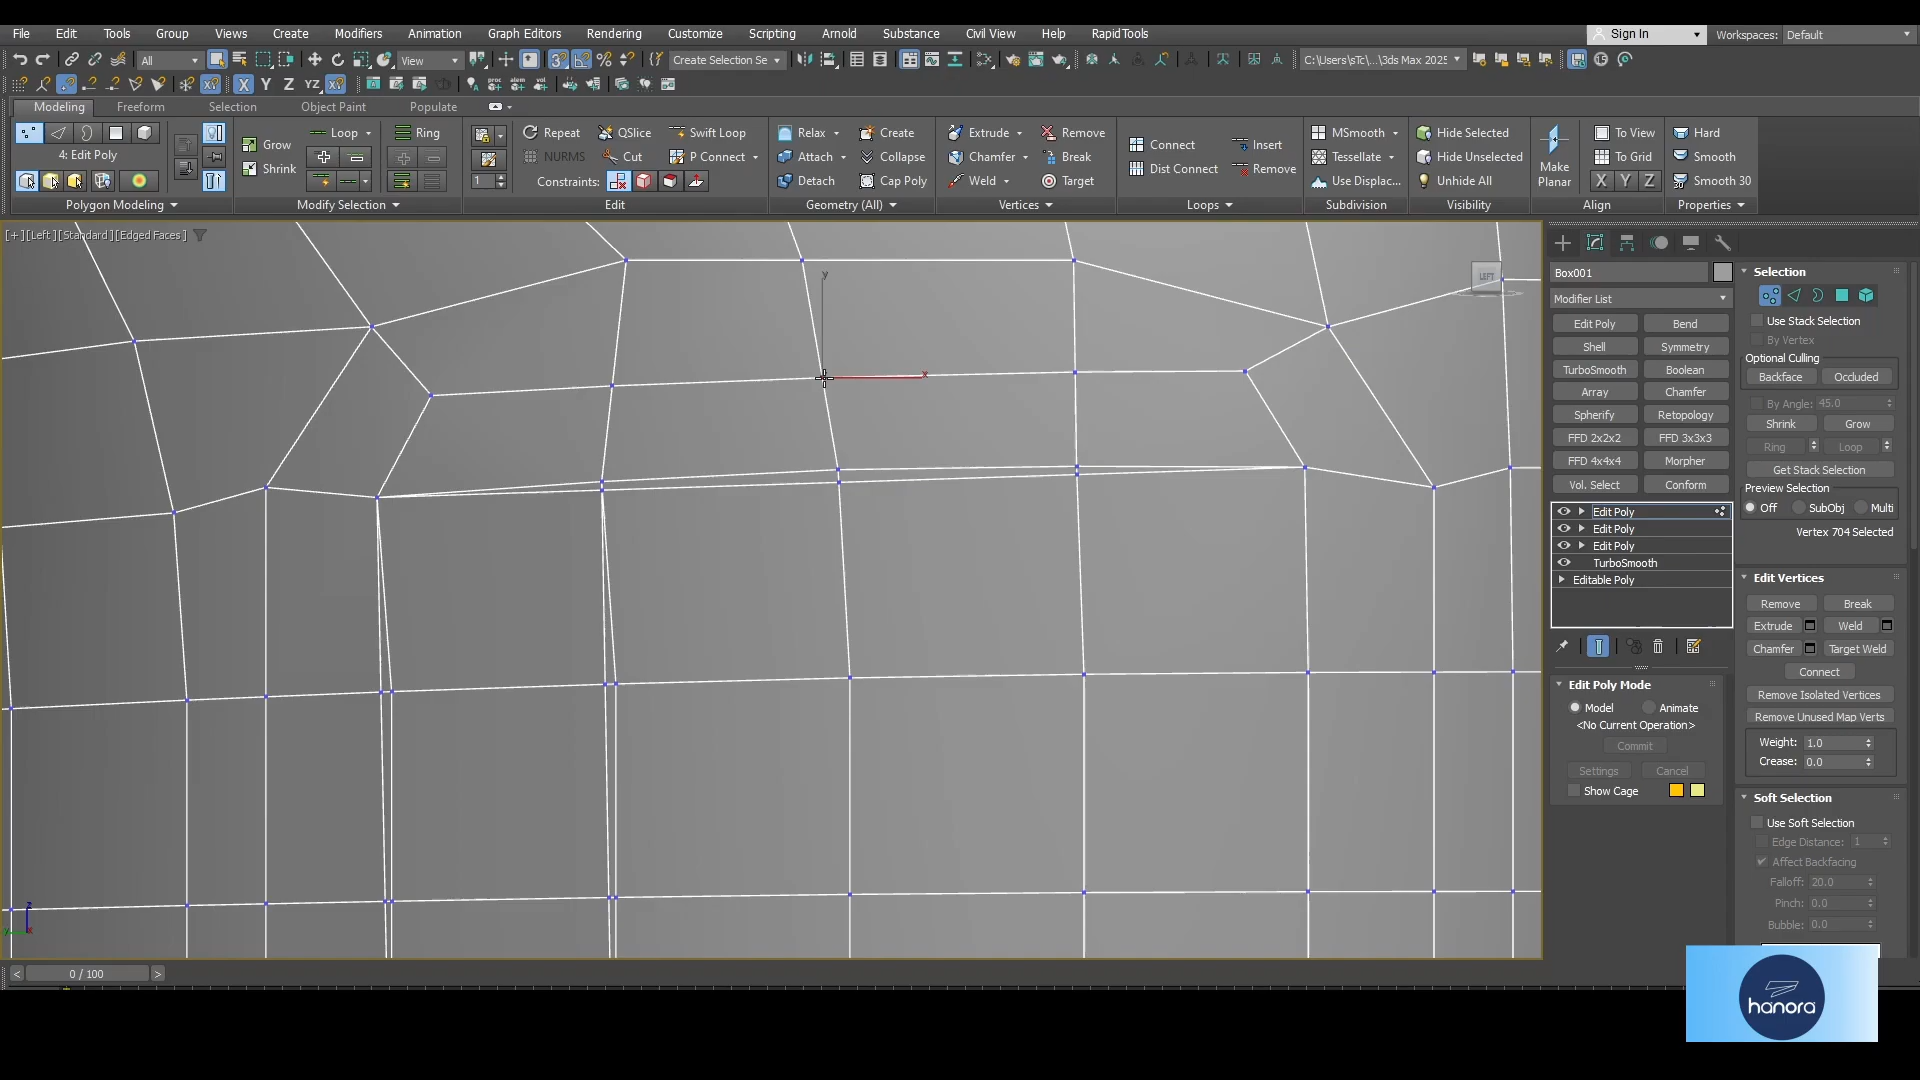 File Edit Tools Group Views Create Modifiers Animation Graph Editors Rendering Customize Scripting Arnold Substance Civil View Help RapidTools Sign In Workspaces: Default
All View Create Selection Se C:\Users\sTc\...\3ds Max 2025
X Y Z YZ
Modeling Freeform Selection Object Paint Populate
Loop Ring Repeat QSlice Swift Loop Relax Create Extrude Remove MSmooth Hide Selected To View Hard
4: Edit Poly Grow NURMS Cut P Connect Attach Collapse Chamfer Break Connect Insert Tessellate Hide Unselected Make Planar To Grid Smooth
Shrink 1 Constraints: Detach Cap Poly Weld Target Dist Connect Remove Use Displac... Unhide All X Y Z Smooth 30
Polygon Modeling Modify Selection Edit Geometry (All) Vertices Loops Subdivision Visibility Align Properties
[+][Left][Standard][Edged Faces]
LEFT
y
x
z
y x
Box001
Modifier List
Edit Poly Bend
Shell Symmetry
TurboSmooth Boolean
Array Chamfer
Spherify Retopology
FFD 2x2x2 FFD 3x3x3
FFD 4x4x4 Morpher
Vol. Select Conform
Edit Poly
Edit Poly
Edit Poly
TurboSmooth
Editable Poly
Edit Poly Mode
Model Animate
<No Current Operation>
Commit
Settings Cancel
Show Cage
Selection
Use Stack Selection
By Vertex
Optional Culling
Backface Occluded
By Angle: 45.0
Shrink Grow
Ring Loop
Get Stack Selection
Preview Selection
Off SubObj Multi
Vertex 704 Selected
Edit Vertices
Remove Break
Extrude Weld
Chamfer Target Weld
Connect
Remove Isolated Vertices
Remove Unused Map Verts
Weight: 1.0
Crease: 0.0
Soft Selection
Use Soft Selection
Edge Distance: 1
Affect Backfacing
Falloff: 20.0
Pinch: 0.0
Bubble: 0.0
< 0 / 100 >
hanora